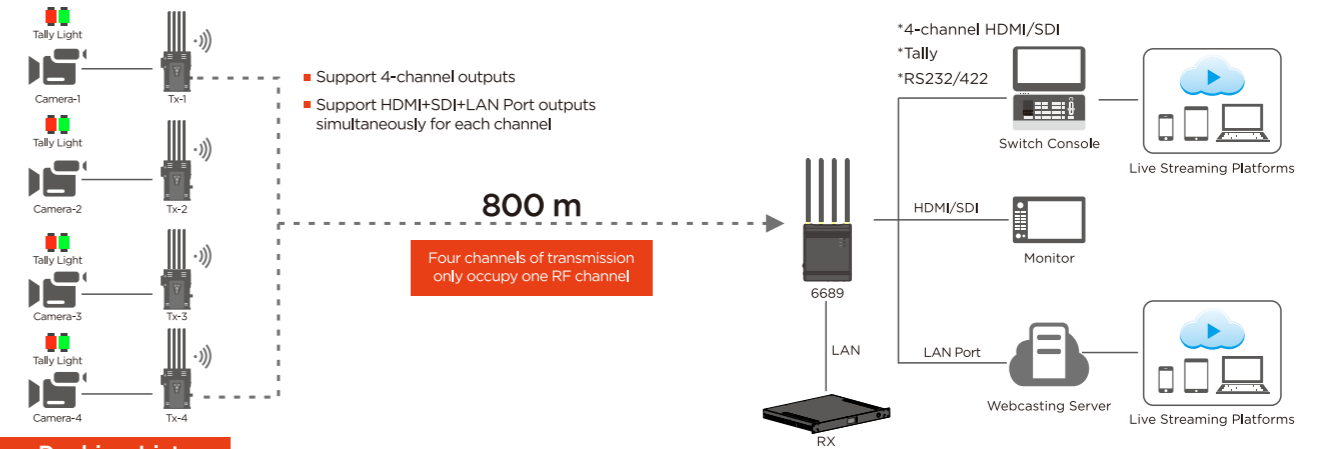 Tally Light
Camera-1
Tx-1
Tally Light
Camera-2
Tx-2
Tally Light
Camera-3
Tx-3
Tally Light
Camera-4
Tx-4
Support 4-channel outputs
Support HDMI+SDI+LAN Port outputs
simultaneously for each channel
800 m
Four channels of transmission
only occupy one RF channel
6689
LAN
RX
*4-channel HDMI/SDI
*Tally
*RS232/422
Switch Console
Live Streaming Platforms
HDMI/SDI
Monitor
LAN Port
Webcasting Server
Live Streaming Platforms